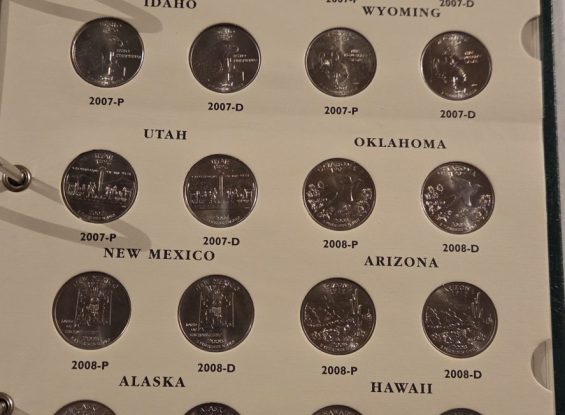 2007-D
IDAHO WYOMING
2007-P 2007-D 2007-P 2007-D
UTAH OKLAHOMA
2007-P 2007-D 2008-P 2008-D
NEW MEXICO ARIZONA
2008-P 2008-D 2008-P 2008-D
ALASKA HAWAII